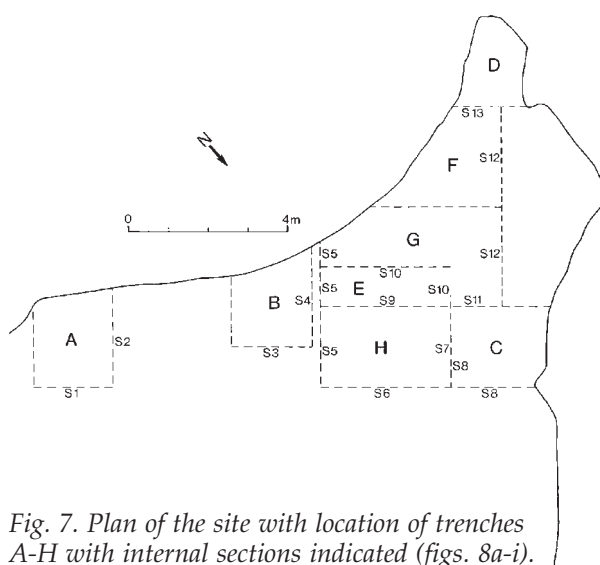 D
S13
F
S12
N
0 4m
G
S12
S5
S10
S5
E
S10
B
S4
S9
S11
A
S2
S3
S5
H
S7
C
S8
S1
S6
S8
Fig. 7. Plan of the site with location of trenches
A-H with internal sections indicated (figs. 8a-i).